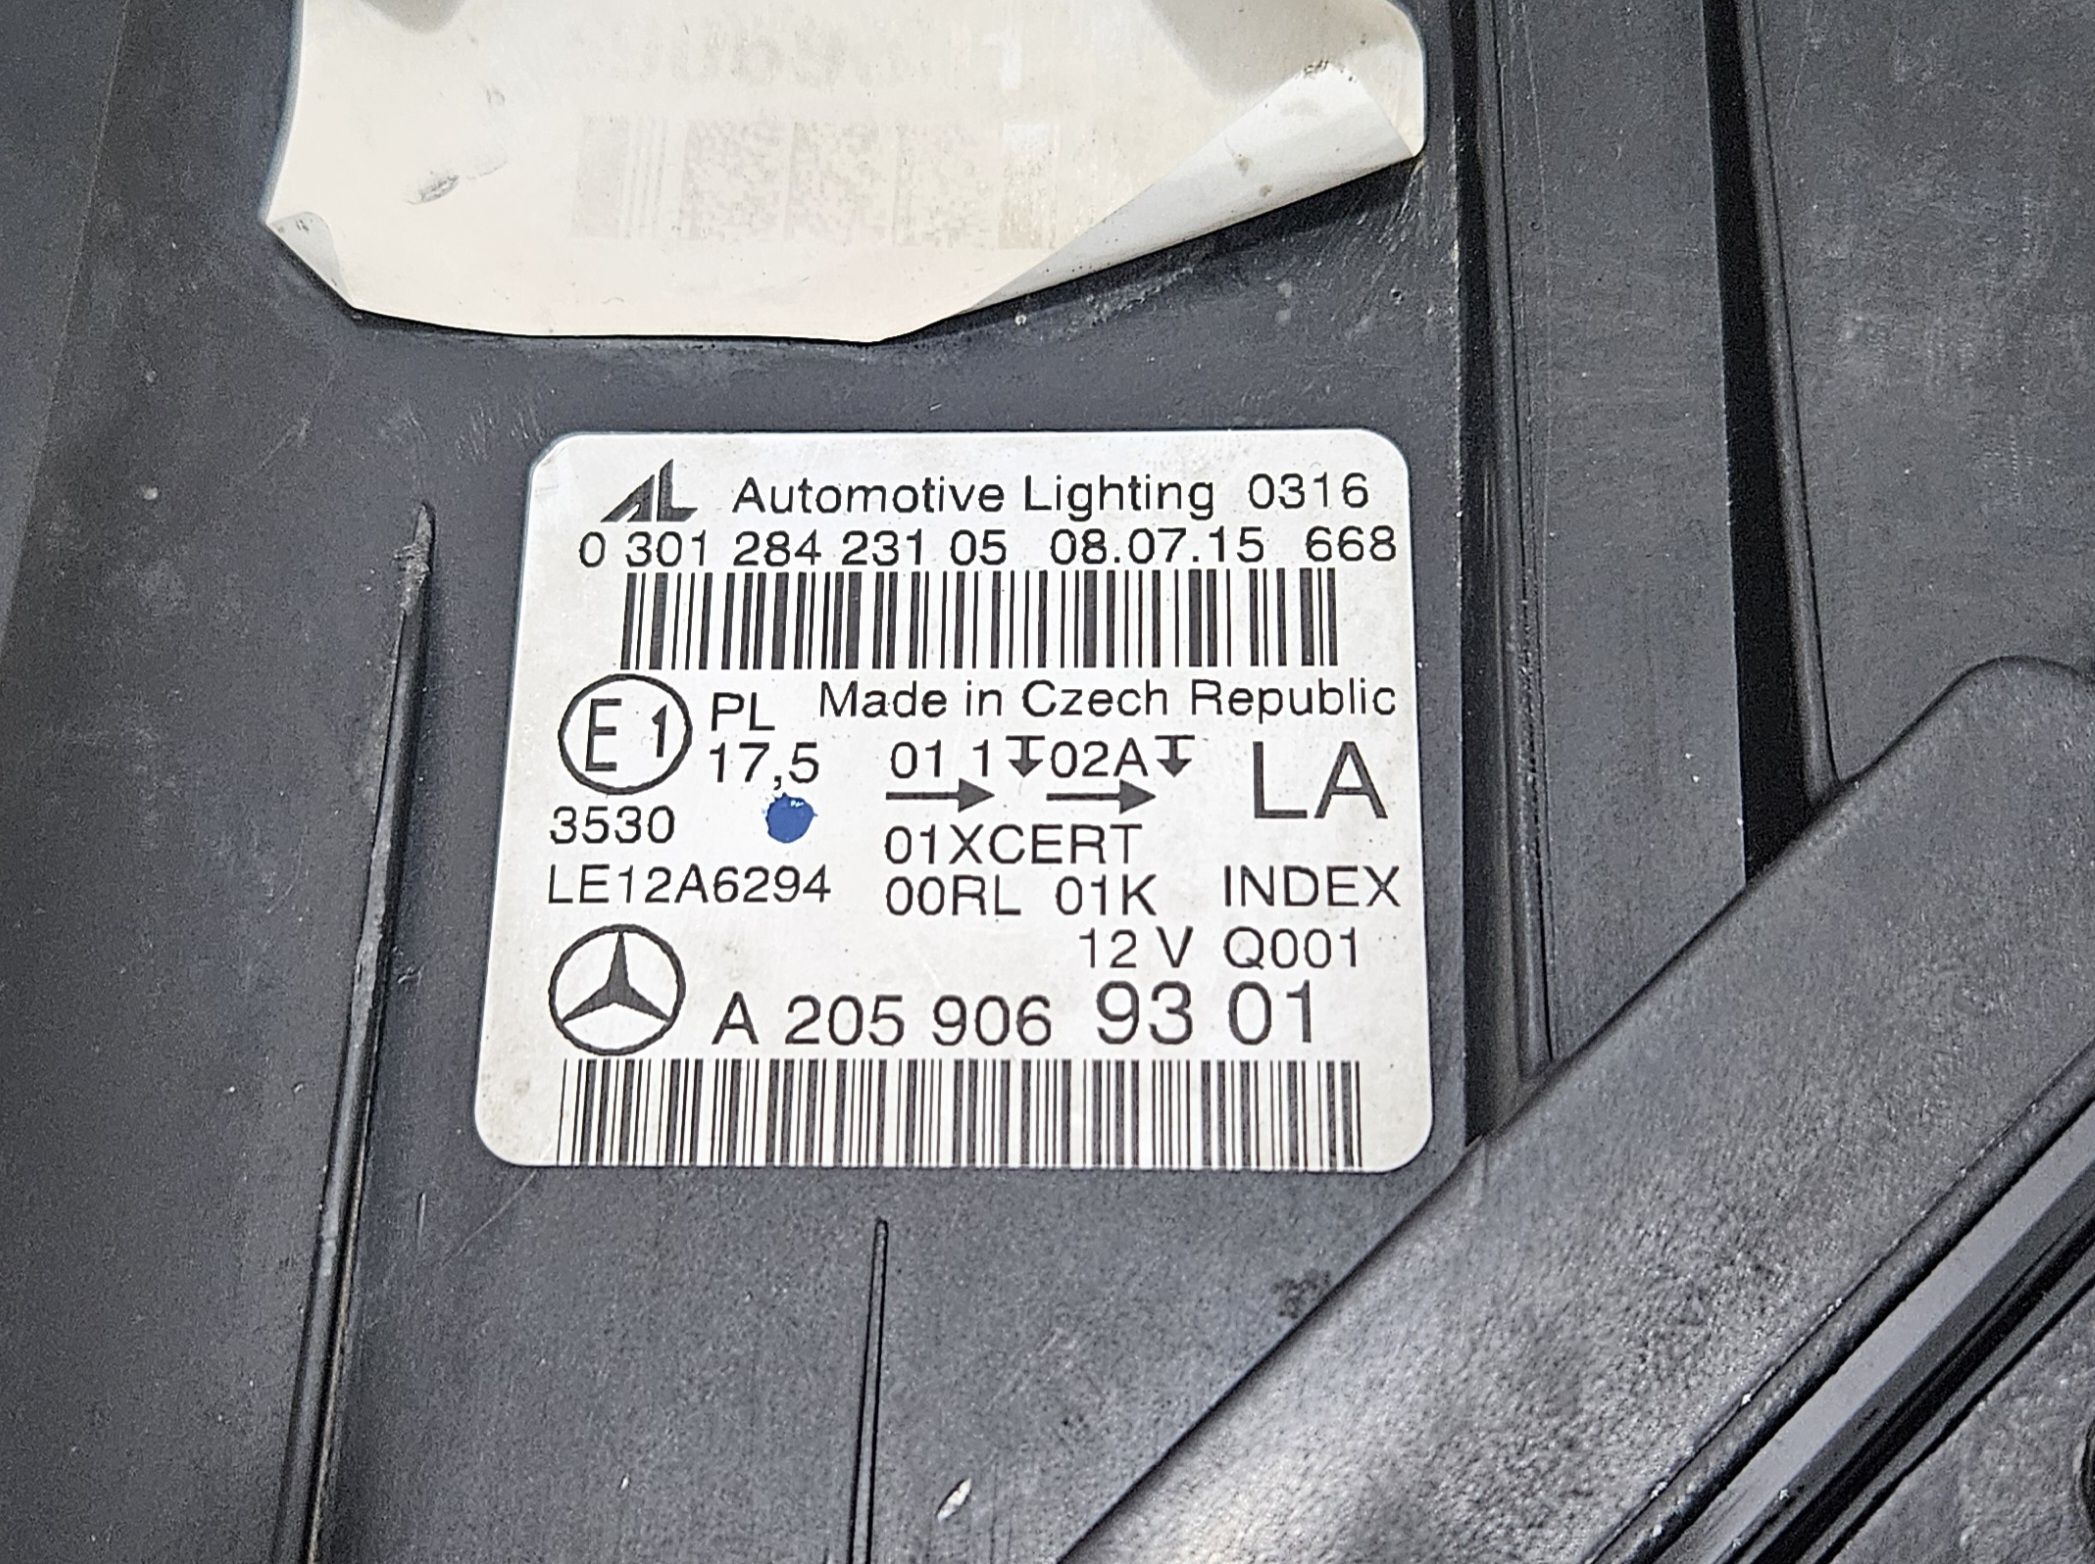 AL Automotive Lighting 0316
0 301 284 231 05 08.07.15 668
E1 PL Made in Czech Republic
17,5 01 1 02A LA
3530 01XCERT
LE12A6294 00RL 01K INDEX
12 V Q001
A 205 906 93 01